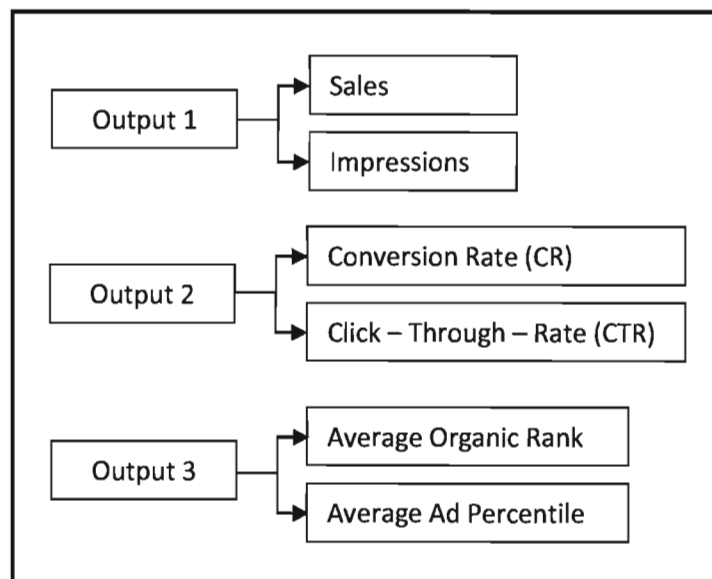 Output 1
Sales
Impressions
Output 2
Conversion Rate (CR)
Click – Through – Rate (CTR)
Output 3
Average Organic Rank
Average Ad Percentile